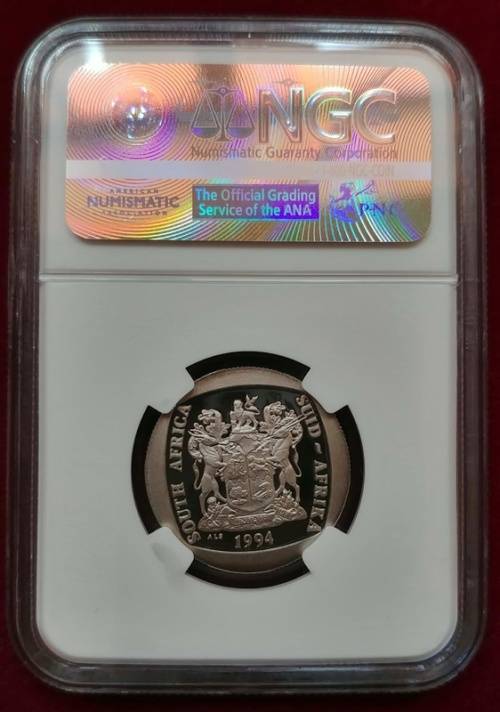 NGC
Numismatic Guaranty Corporation
AMERICAN
NUMISMATIC
ASSOCIATION
The Official Grading
Service of the ANA
P·N·G
SOUTH AFRICA
SUID - AFRIKA
ALS
1994